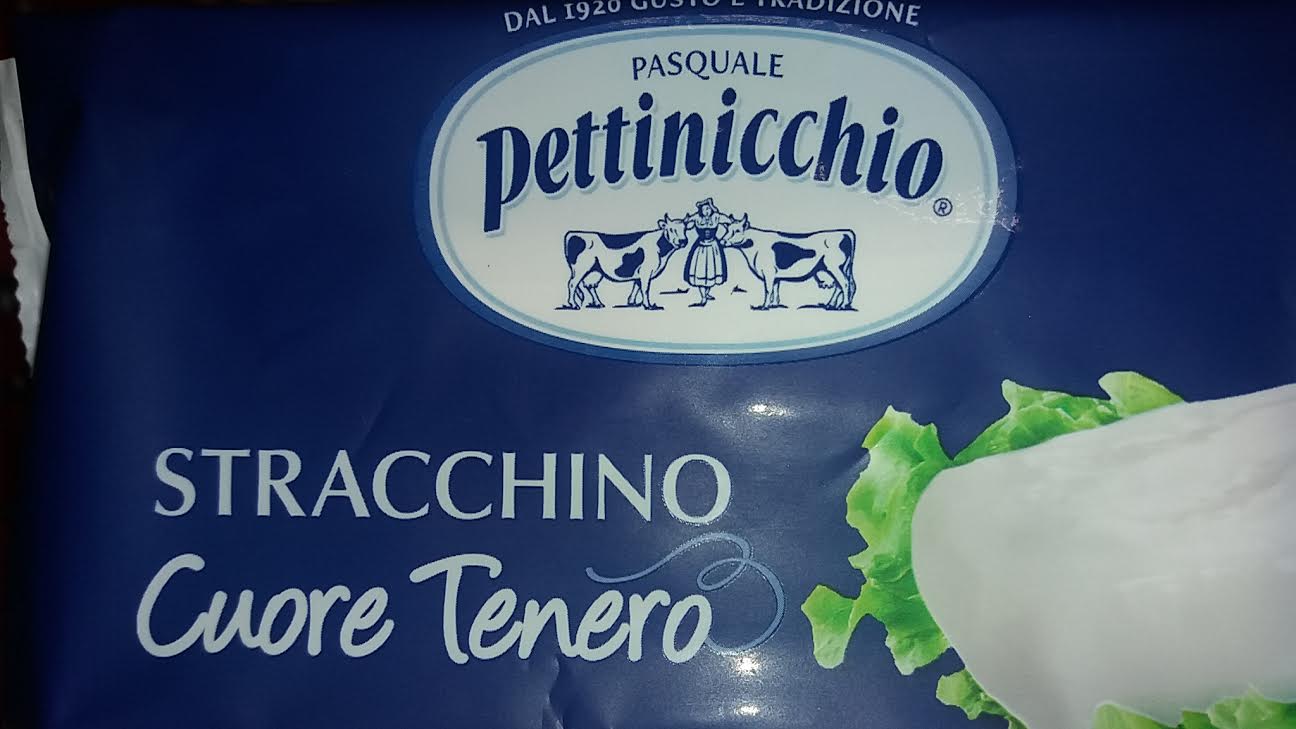 DAL 1920 GUSTO E TRADIZIONE
PASQUALE
Pettinicchio®
STRACCHINO
Cuore Tenero